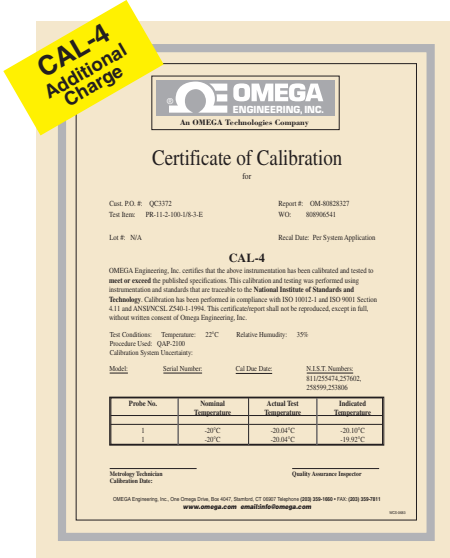 CAL-4
Additional
Charge
® OMEGA
ENGINEERING, INC.
An OMEGA Technologies Company
Certificate of Calibration
for
Cust. P.O. #: QC3372 Report #: OM-80828327
Test Item: PR-11-2-100-1/8-3-E WO: 808906541
Lot #: N/A Recal Date: Per System Application
CAL-4
OMEGA Engineering, Inc. certifies that the above instrumentation has been calibrated and tested to
meet or exceed the published specifications. This calibration and testing was performed using
instrumentation and standards that are traceable to the National Institute of Standards and
Technology. Calibration has been performed in compliance with ISO 10012-1 and ISO 9001 Section
4.11 and ANSI/NCSL Z540-1-1994. This certificate/report shall not be reproduced, except in full,
without written consent of Omega Engineering, Inc.
Test Conditions: Temperature: 22°C Relative Humudity: 35%
Procedure Used: QAP-2100
Calibration System Uncertainty:
Model: Serial Number: Cal Due Date: N.I.S.T. Numbers:
811/255474,257602,
258599,253806
Probe No. Nominal Actual Test Indicated
Temperature Temperature Temperature
1 -20°C -20.04°C -20.10°C
1 -20°C -20.04°C -19.92°C
Metrology Technician Quality Assurance Inspector
Calibration Date:
OMEGA Engineering, Inc., One Omega Drive, Box 4047, Stamford, CT 06907 Telephone (203) 359-1660 • FAX: (203) 359-7811
www.omega.com email:info@omega.com